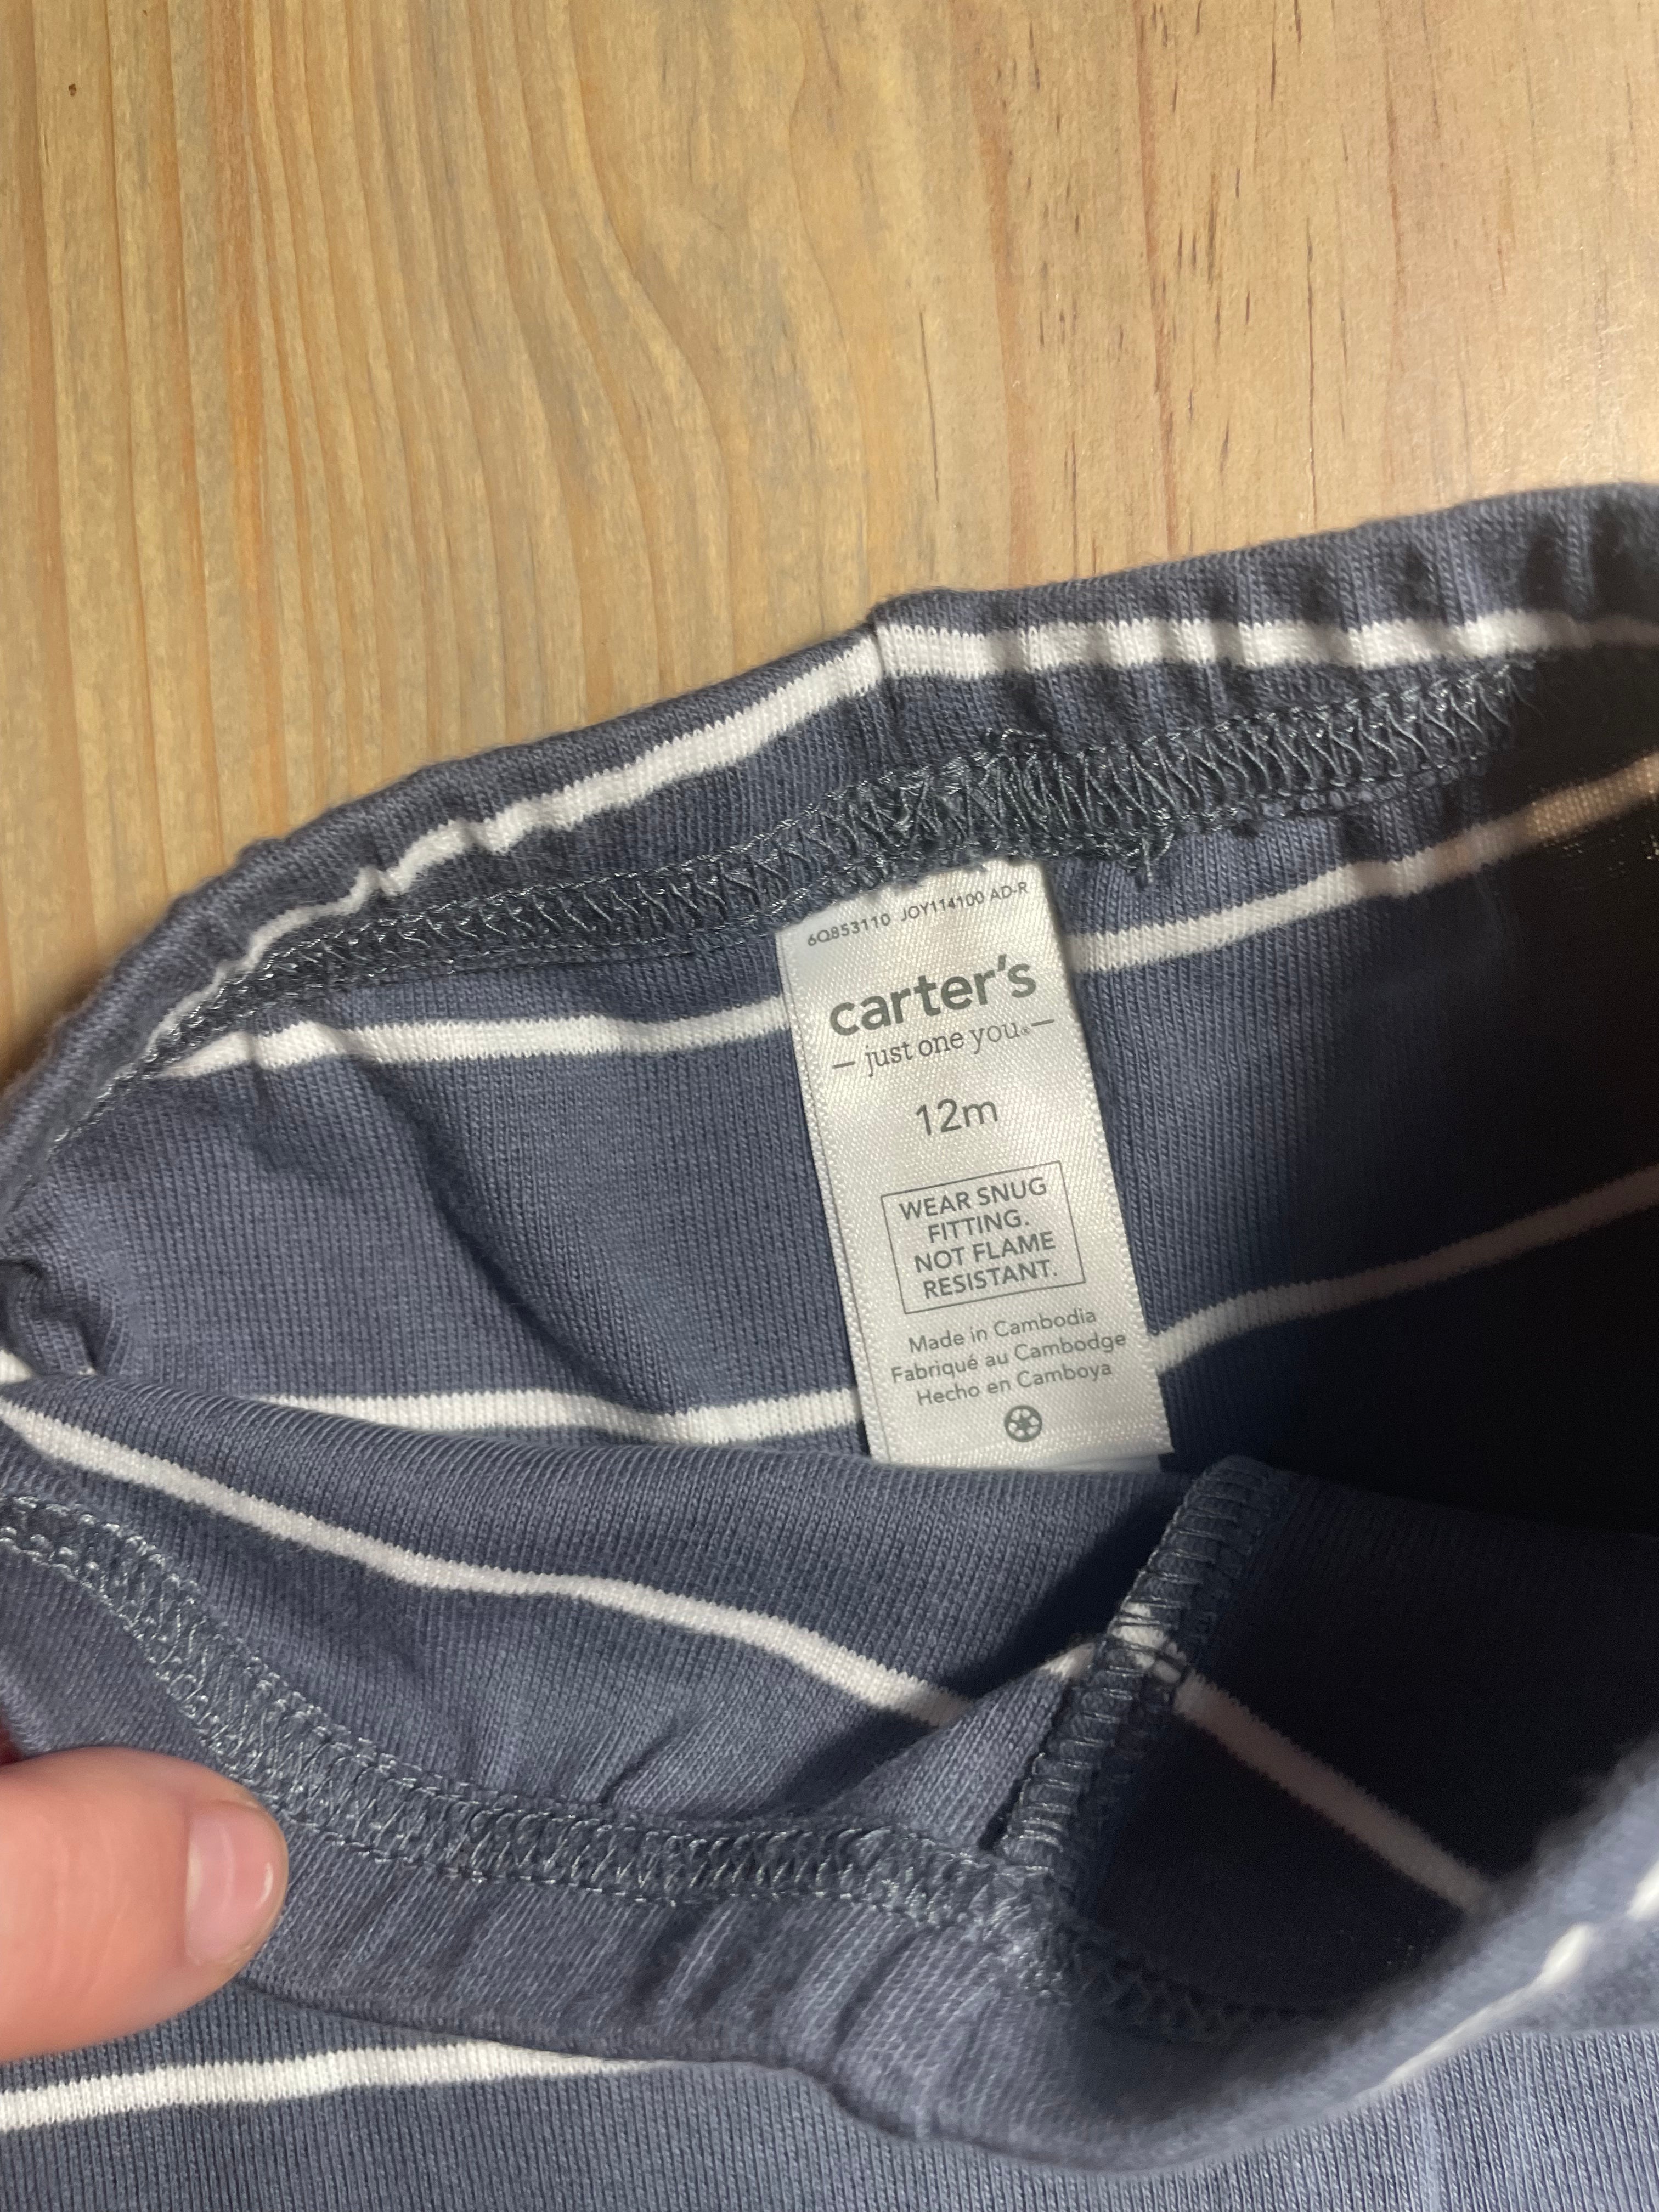 6Q853110 JOY114100 AD-R
carter's
— just one you® —
12m
WEAR SNUG
FITTING.
NOT FLAME
RESISTANT.
Made in Cambodia
Fabriqué au Cambodge
Hecho en Camboya